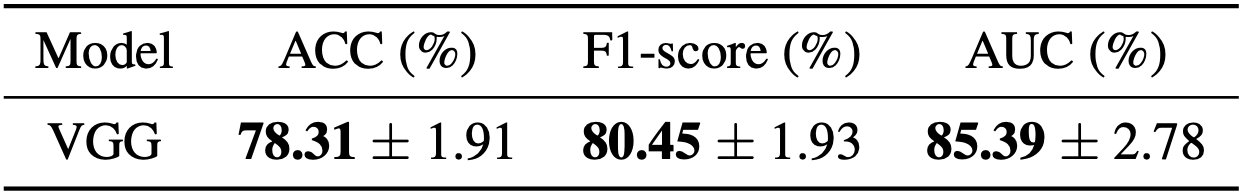 Model ACC (%) F1-score (%) AUC (%)
VGG 78.31 ± 1.91 80.45 ± 1.93 85.39 ± 2.78